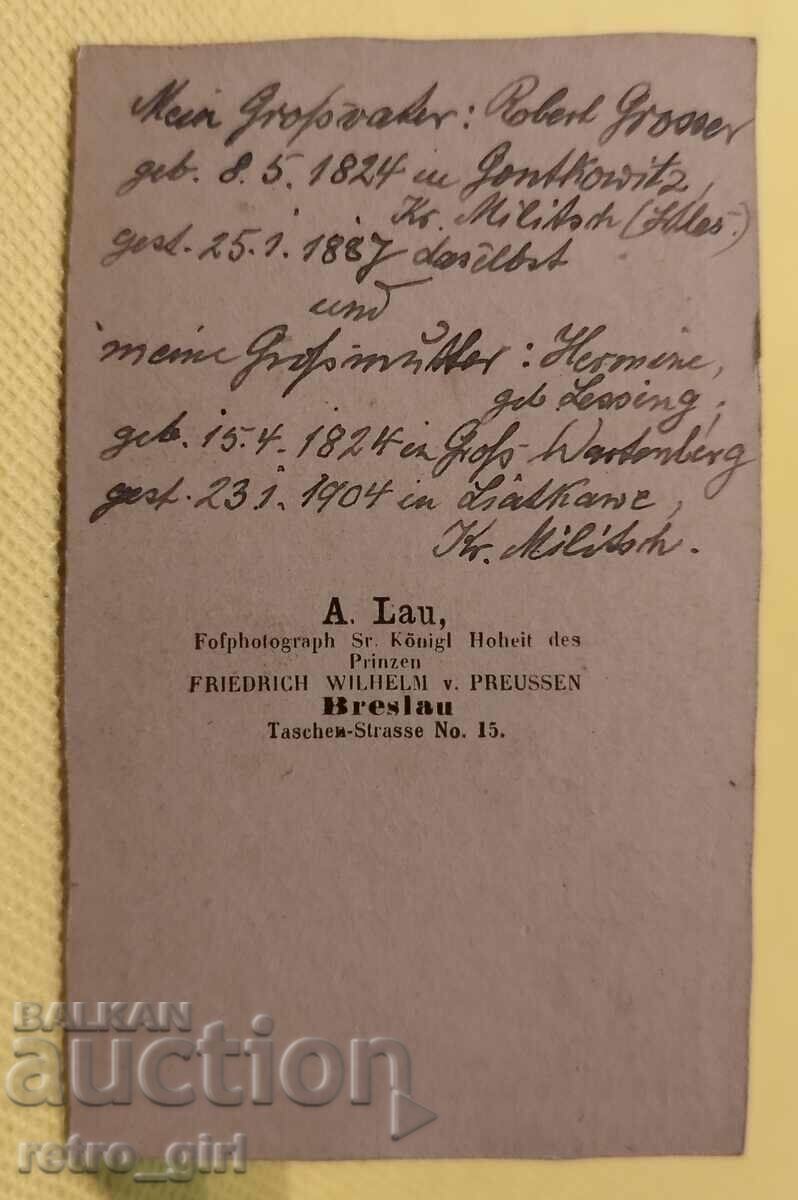 Mein Großvater: Robert Grosser
geb. 8. 5. 1824 in Gontkowitz,
Kr. Militsch (Schles.)
gest. 25. 1. 1887 daselbst
und
meine Großmutter: Hermine,
geb Lessing,
geb. 15. 4. 1824 in Groß-Wartenberg
gest. 23 1. 1904 in Liatkawe,
Kr. Militsch.
A. Lau,
Fofphotograph Sr. Königl Hoheit des
Prinzen
FRIEDRICH WILHELM v. PREUSSEN
Breslau
Taschen-Strasse No. 15.
BALKAN
auction
retro_girl